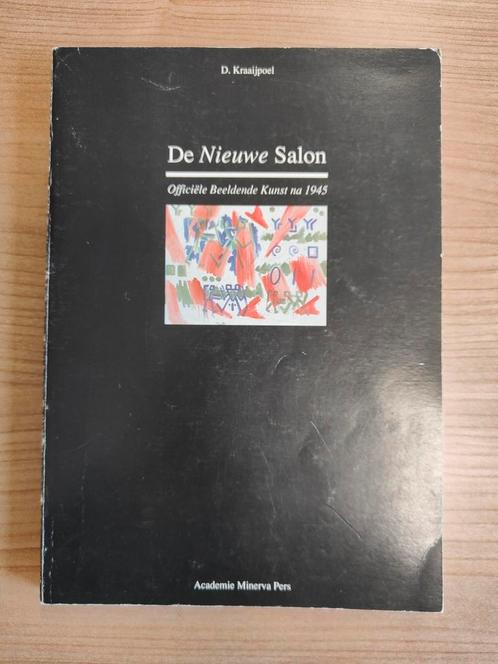 D. Kraaijpoel
De Nieuwe Salon
Officiële Beeldende Kunst na 1945
Academie Minerva Pers